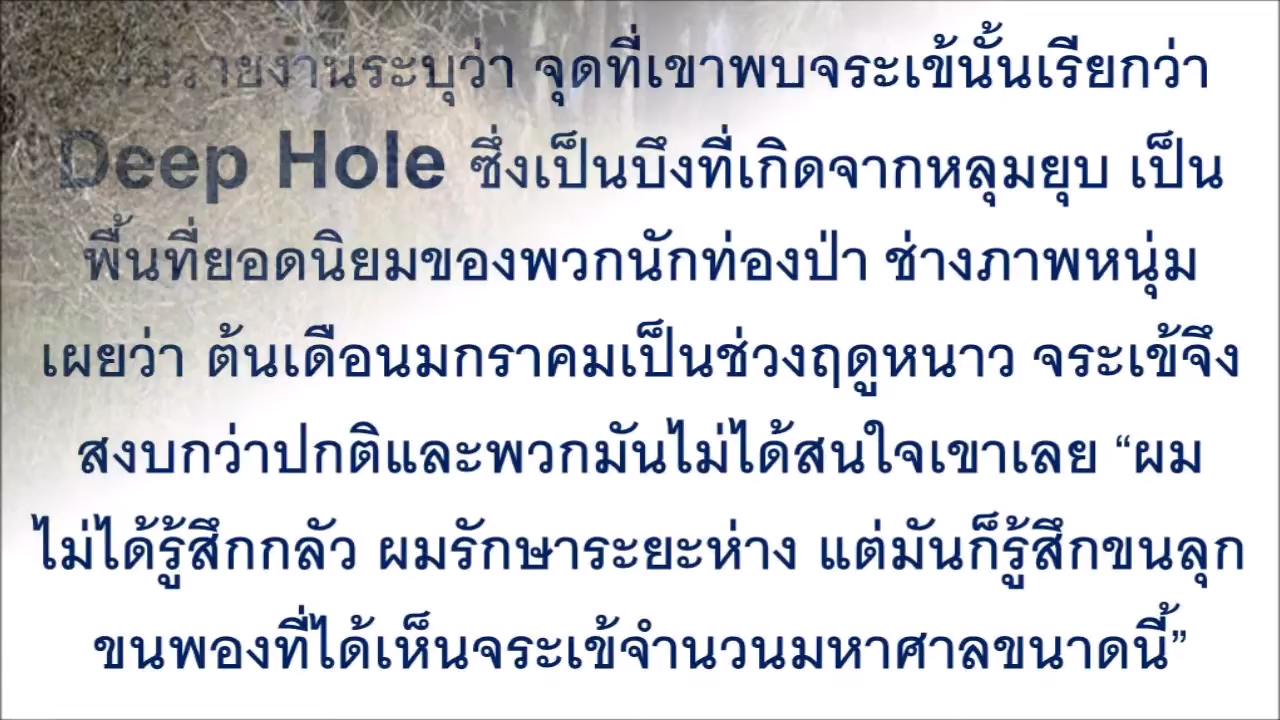 รายงานระบุว่า จุดที่เขาพบจระเข้นั้นเรียกว่า
Deep Hole ซึ่งเป็นบึงที่เกิดจากหลุมยุบ เป็น
พื้นที่ยอดนิยมของพวกนักท่องป่า ช่างภาพหนุ่ม
เผยว่า ต้นเดือนมกราคมเป็นช่วงฤดูหนาว จระเข้จึง
สงบกว่าปกติและพวกมันไม่ได้สนใจเขาเลย “ผม
ไม่ได้รู้สึกกลัว ผมรักษาระยะห่าง แต่มันก็รู้สึกขนลุก
ขนพองที่ได้เห็นจระเข้จำนวนมหาศาลขนาดนี้”